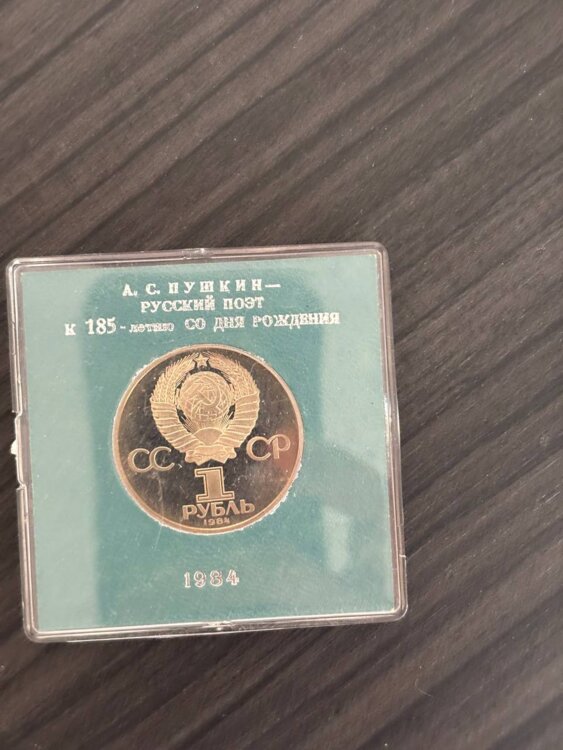 А. С. ПУШКИН—
РУССКИЙ ПОЭТ
К 185-летию СО ДНЯ РОЖДЕНИЯ
СС СР
1
РУБЛЬ
1984
1984